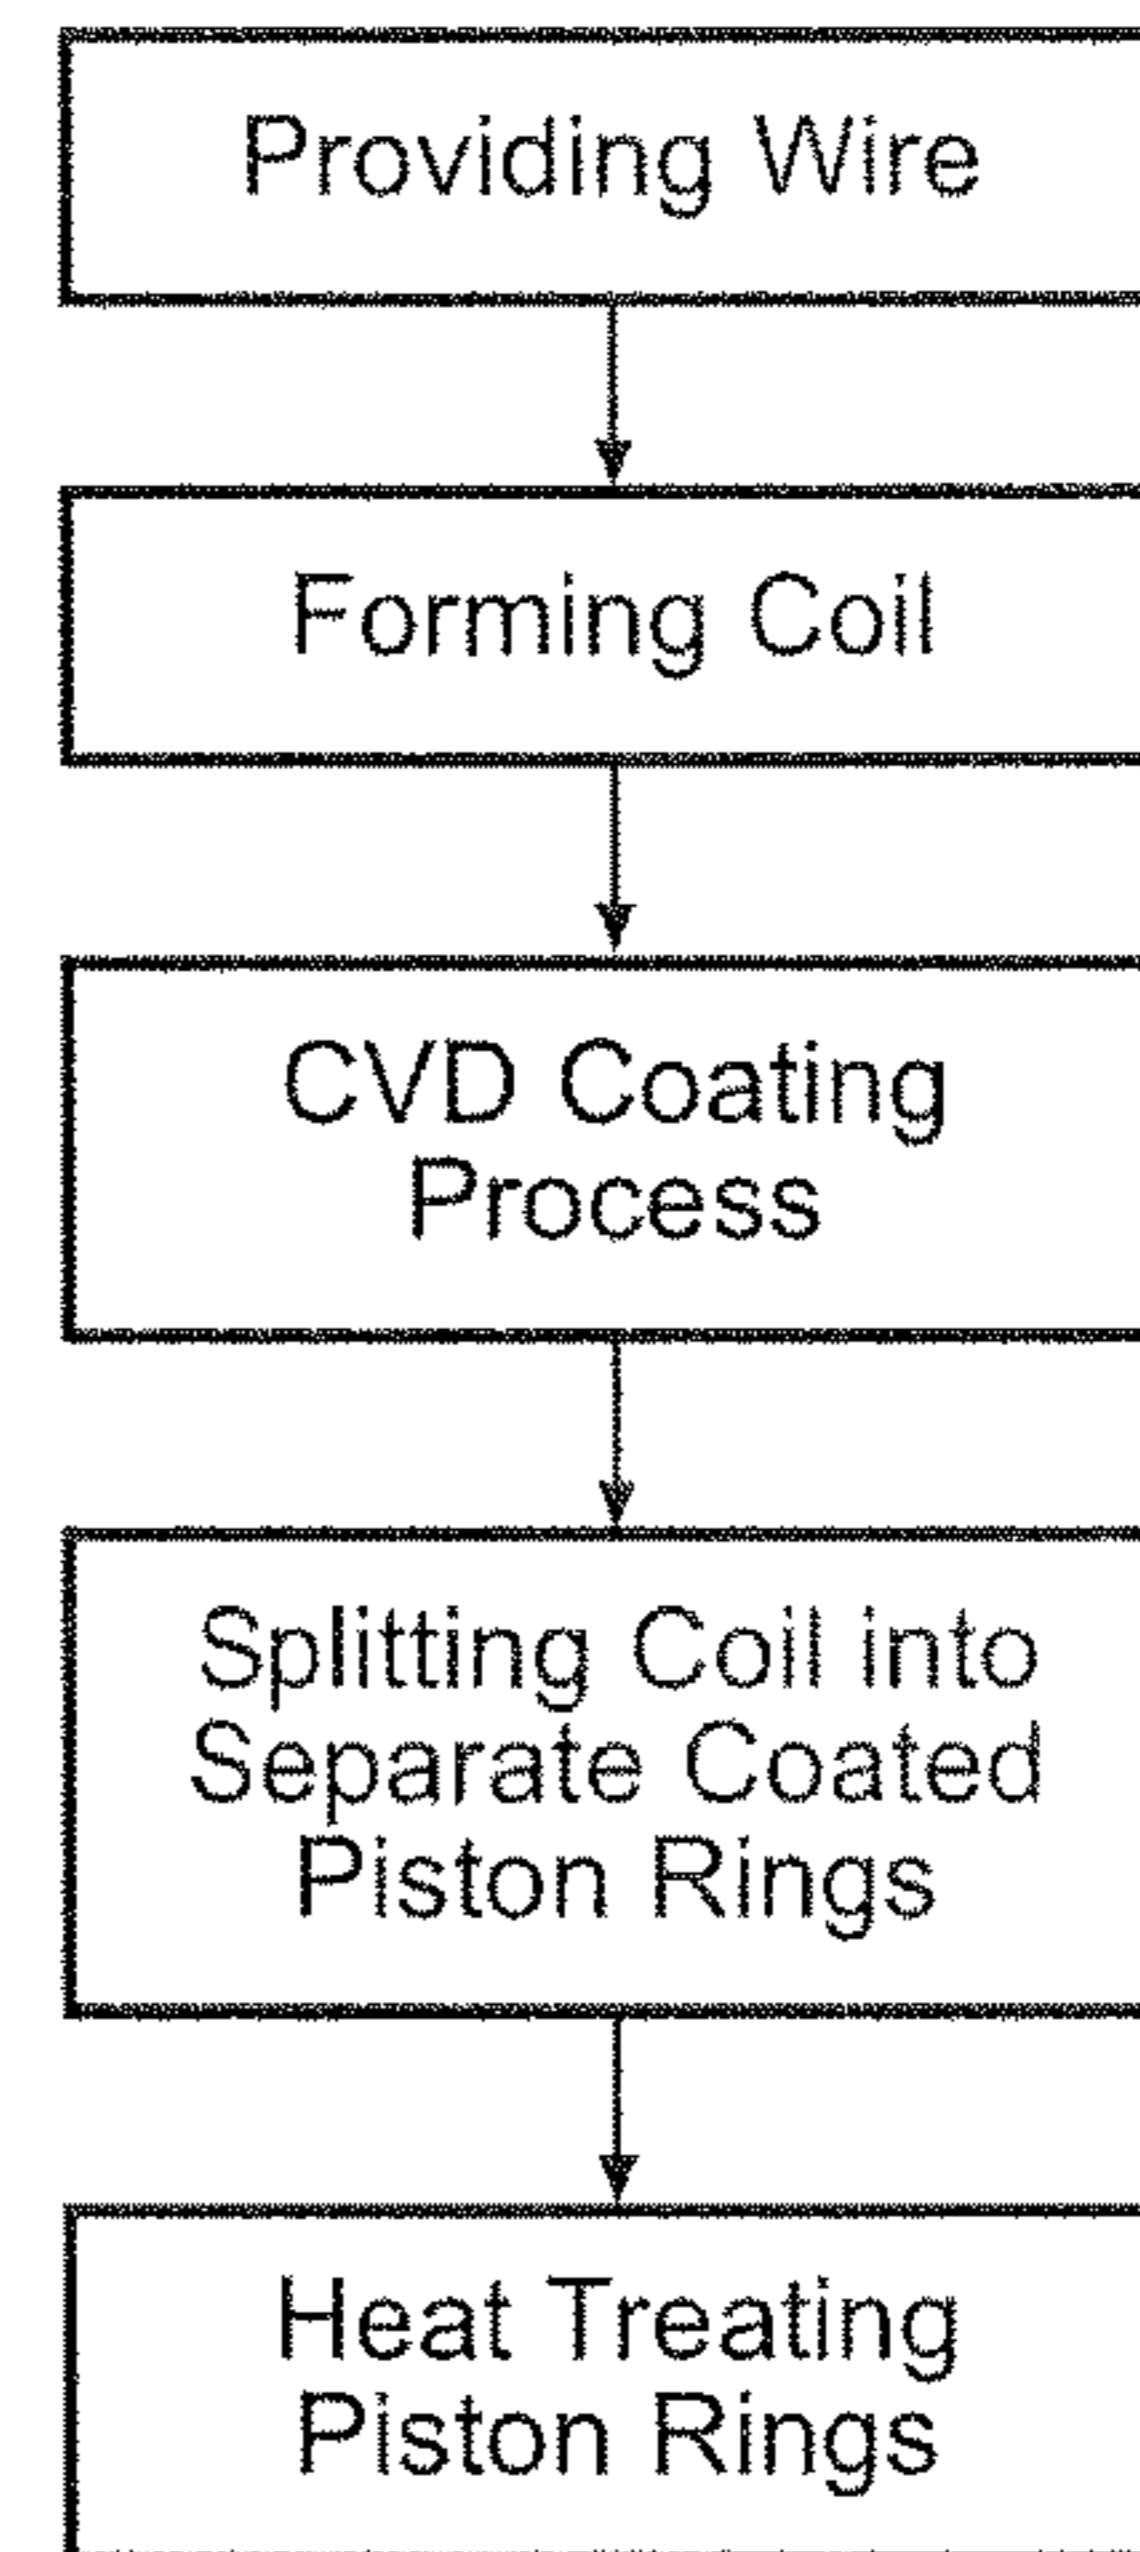 Providing Wire
Forming Coil
CVD Coating
Process
Splitting Coil into
Separate Coated
Piston Rings
Heat Treating
Piston Rings